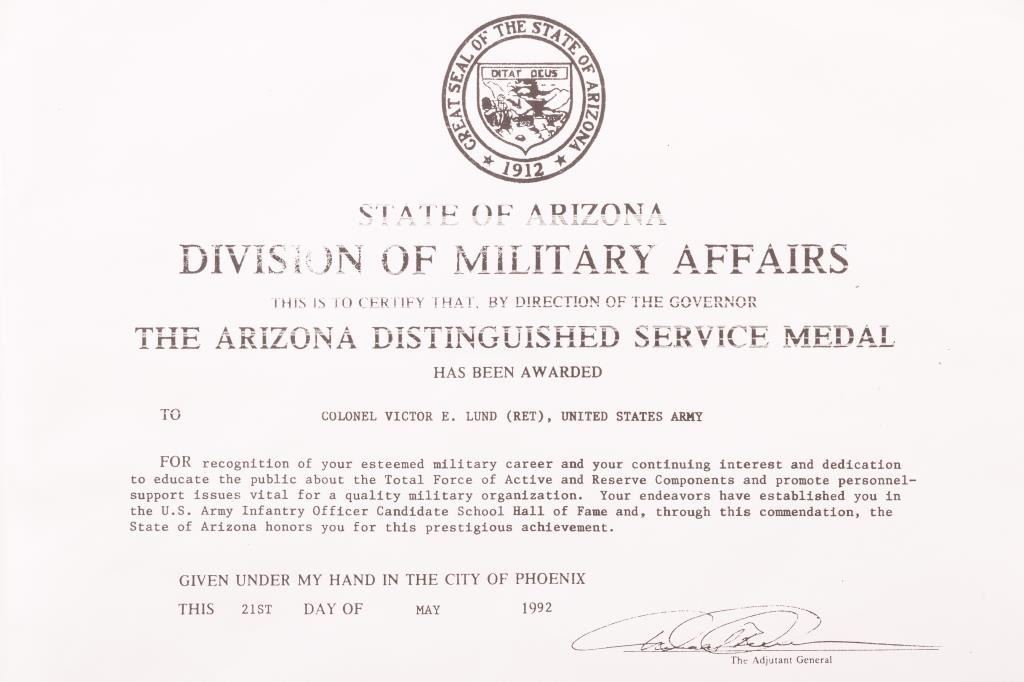 GREAT SEAL OF THE STATE OF ARIZONA
DITAT DEUS
1912
STATE OF ARIZONA
DIVISION OF MILITARY AFFAIRS
THIS IS TO CERTIFY THAT, BY DIRECTION OF THE GOVERNOR
THE ARIZONA DISTINGUISHED SERVICE MEDAL
HAS BEEN AWARDED
TO COLONEL VICTOR E. LUND (RET), UNITED STATES ARMY
FOR recognition of your esteemed military career and your continuing interest and dedication
to educate the public about the Total Force of Active and Reserve Components and promote personnel-
support issues vital for a quality military organization. Your endeavors have established you in
the U.S. Army Infantry Officer Candidate School Hall of Fame and, through this commendation, the
State of Arizona honors you for this prestigious achievement.
GIVEN UNDER MY HAND IN THE CITY OF PHOENIX
THIS 21ST DAY OF MAY 1992
The Adjutant General